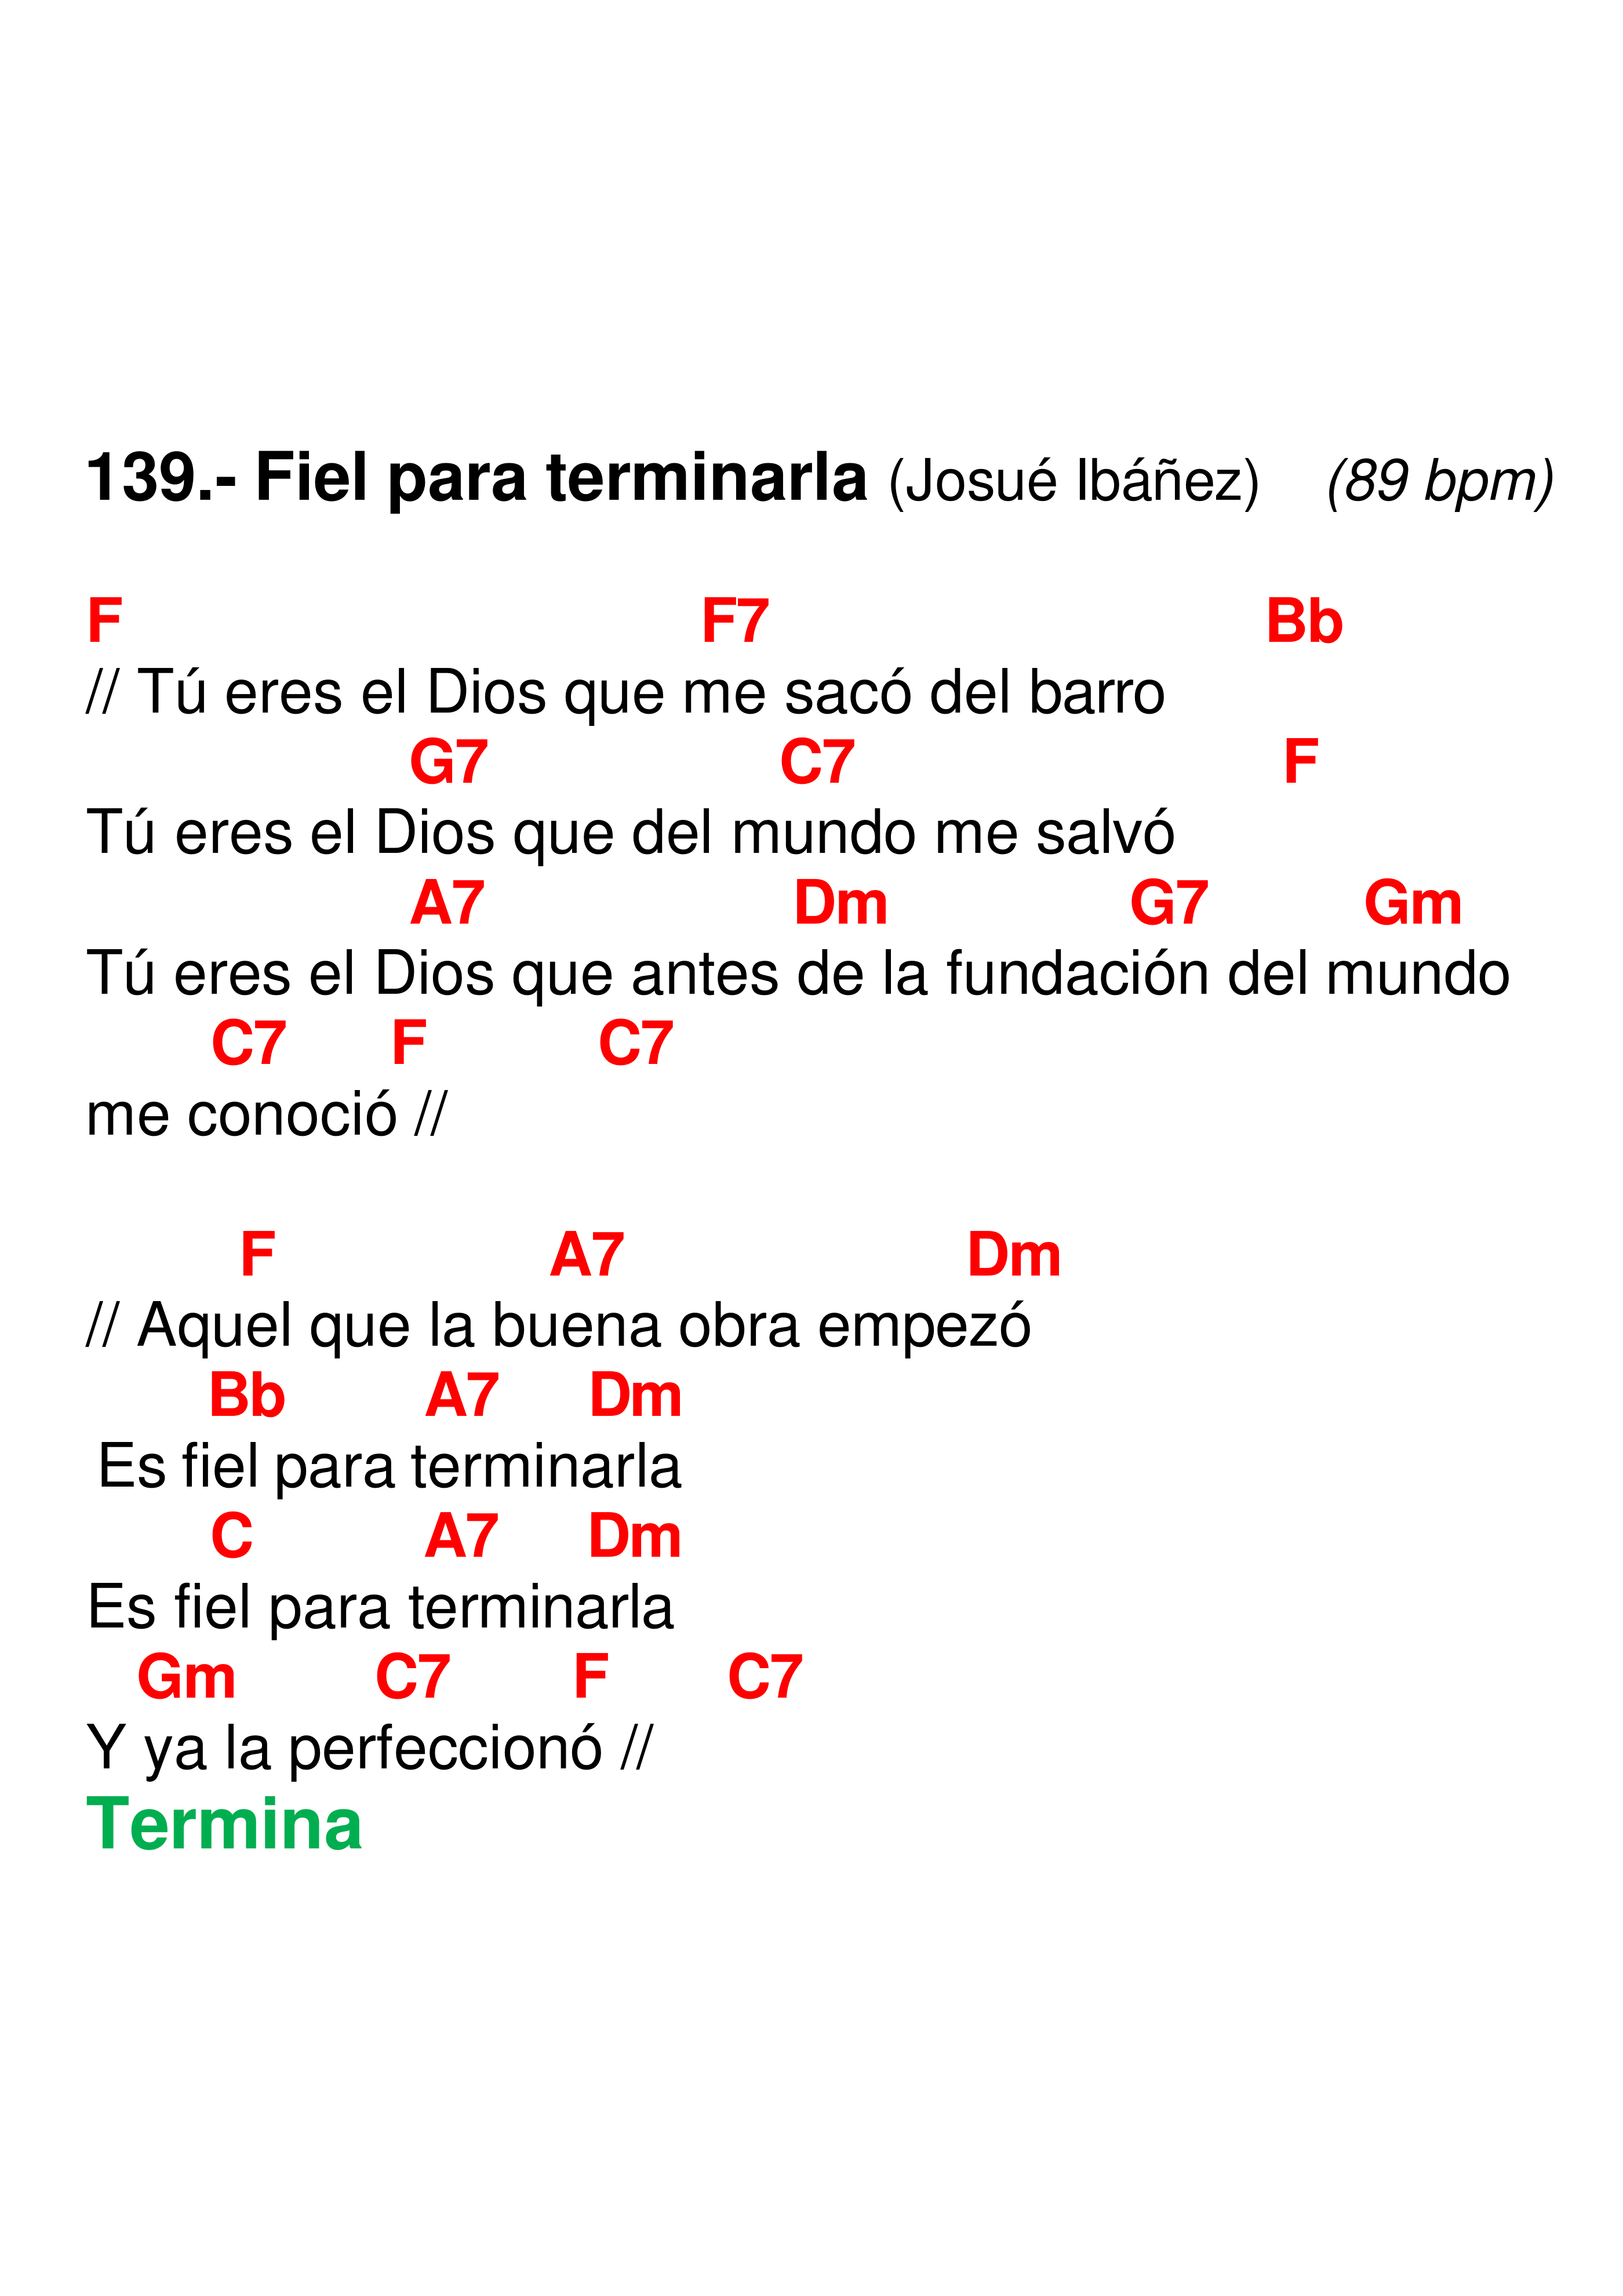 139.- Fiel para terminarla (Josué Ibáñez) (89 bpm)
F F7 Bb
// Tú eres el Dios que me sacó del barro
G7 C7 F
Tú eres el Dios que del mundo me salvó
A7 Dm G7 Gm
Tú eres el Dios que antes de la fundación del mundo
C7 F C7
me conoció //
F A7 Dm
// Aquel que la buena obra empezó
Bb A7 Dm
Es fiel para terminarla
C A7 Dm
Es fiel para terminarla
Gm C7 F C7
Y ya la perfeccionó //
Termina